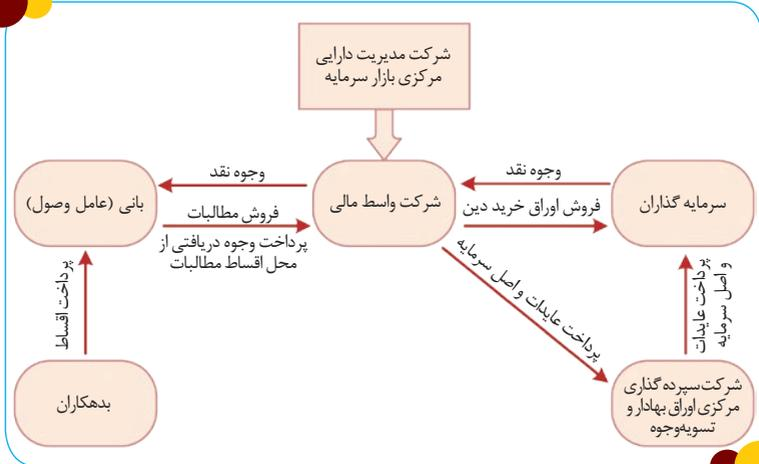 شرکت مدیریت دارایی
مرکزی بازار سرمایه
سرمایه گذاران
وجوه نقد
فروش اوراق خرید دین
شرکت واسط مالی
وجوه نقد
فروش مطالبات
پرداخت وجوه دریافتی از
محل اقساط مطالبات
بانی (عامل وصول)
پرداخت عایدات و اصل سرمایه
پرداخت عایدات
و اصل سرمایه
پرداخت اقساط
شرکت سپرده گذاری
مرکزی اوراق بهادار و
تسویه‌وجوه
بدهکاران